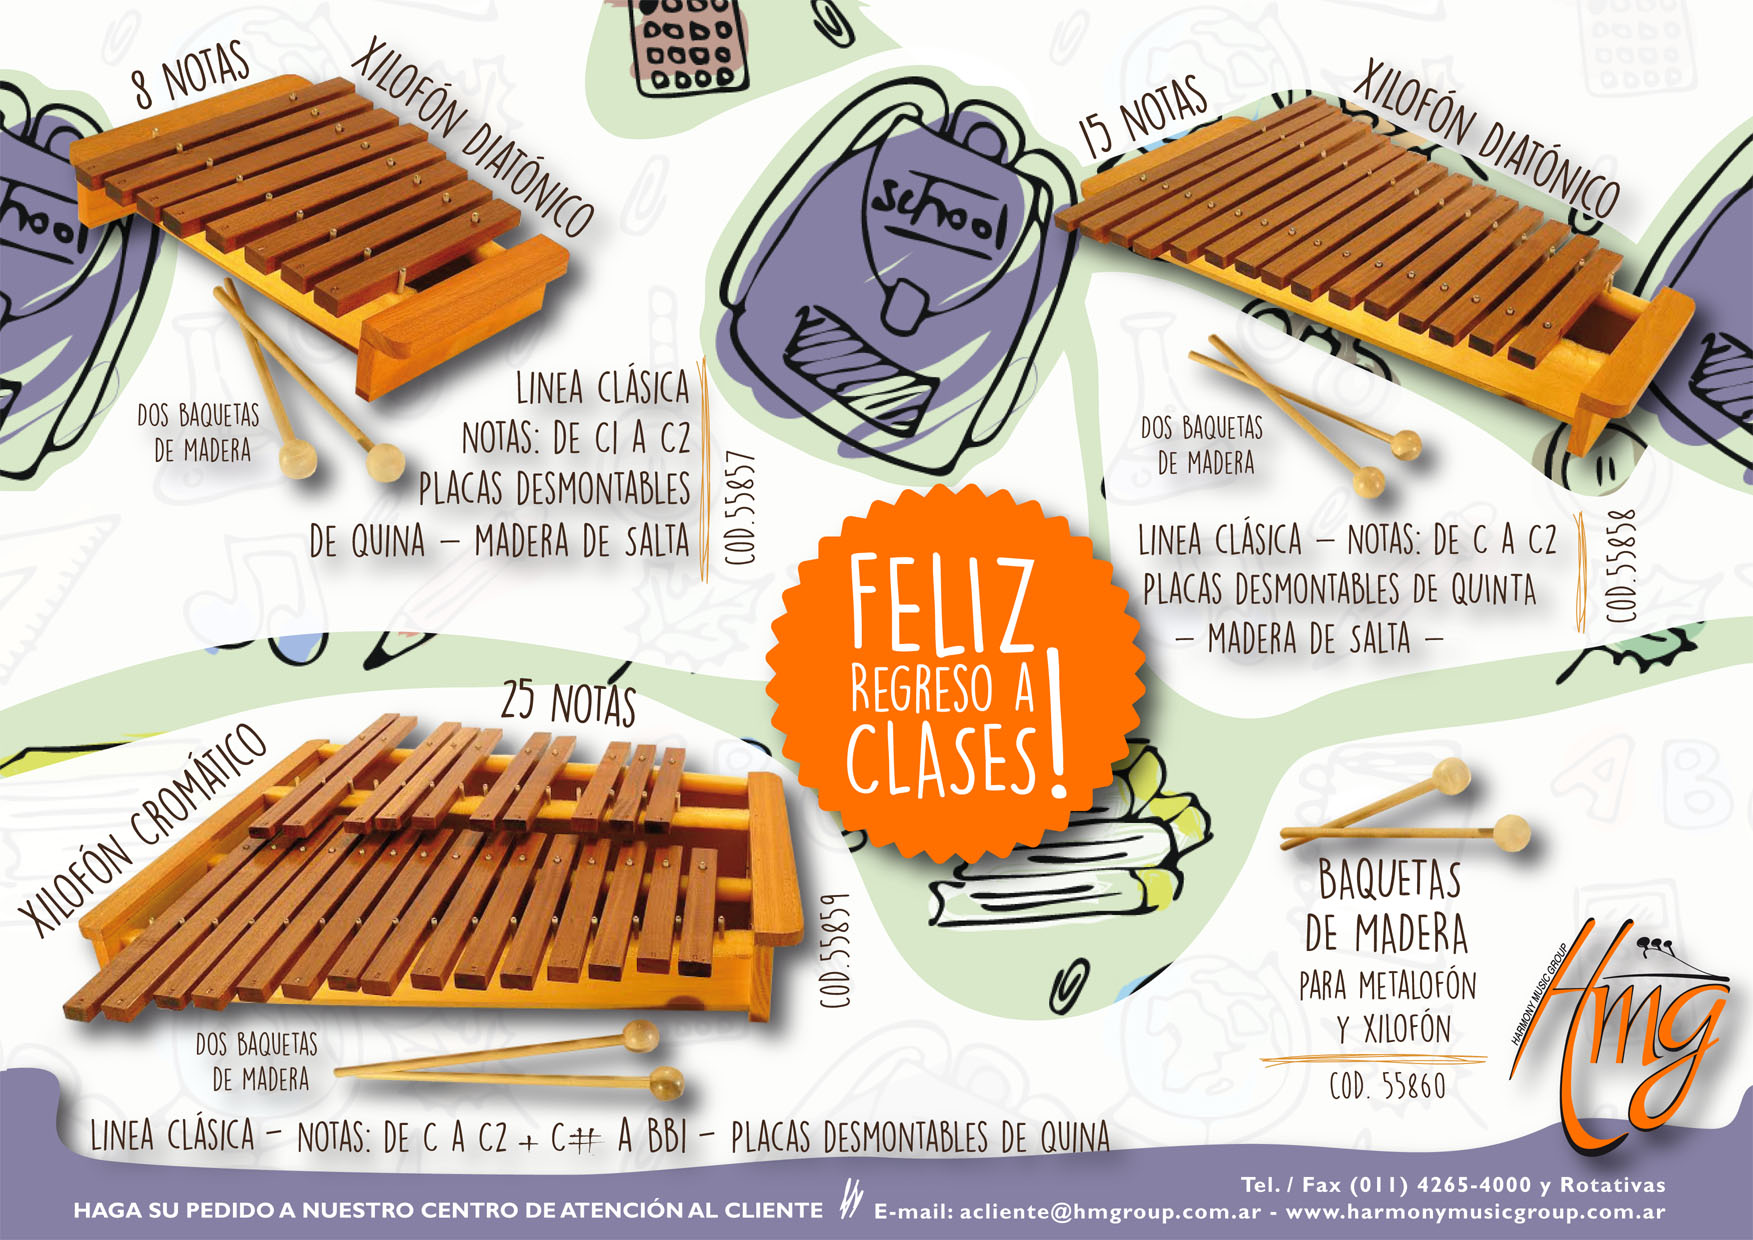 8 NOTAS
XILOFÓN DIATÓNICO
DOS BAQUETAS
DE MADERA
LINEA CLÁSICA
NOTAS: DE C1 A C2
PLACAS DESMONTABLES
DE QUINA – MADERA DE SALTA
COD.55857
school
school
15 NOTAS
XILOFÓN DIATÓNICO
DOS BAQUETAS
DE MADERA
LINEA CLÁSICA – NOTAS: DE C A C2
PLACAS DESMONTABLES DE QUINTA
– MADERA DE SALTA –
COD.55858
FELIZ
REGRESO A
CLASES!
25 NOTAS
XILOFÓN CROMÁTICO
COD.55859
DOS BAQUETAS
DE MADERA
LINEA CLÁSICA – NOTAS: DE C A C2 + C# A BB1 – PLACAS DESMONTABLES DE QUINA
BAQUETAS
DE MADERA
PARA METALOFÓN
Y XILOFÓN
COD. 55860
HARMONY MUSIC GROUP
Hmg
A B
Tel. / Fax (011) 4265-4000 y Rotativas
HAGA SU PEDIDO A NUESTRO CENTRO DE ATENCIÓN AL CLIENTE
E-mail: acliente@hmgroup.com.ar - www.harmonymusicgroup.com.ar